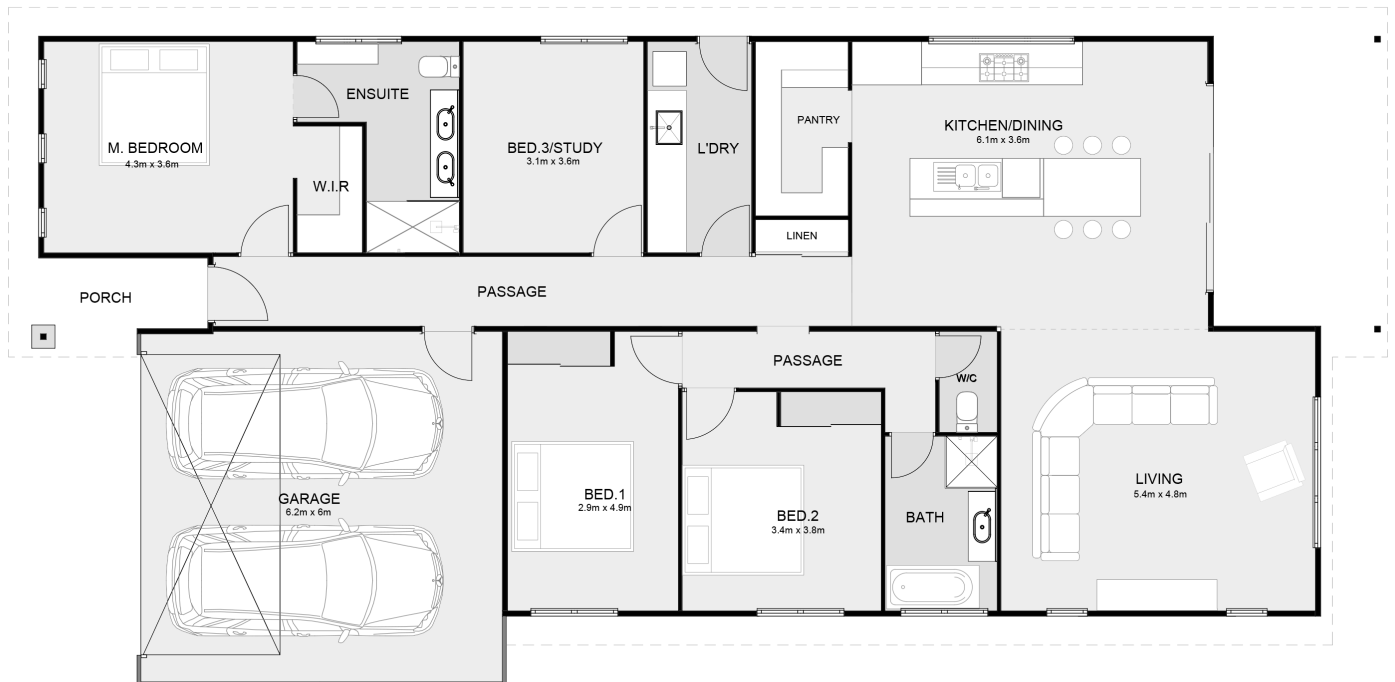 M. BEDROOM
4.3m x 3.6m
ENSUITE
W.I.R
BED.3/STUDY
3.1m x 3.6m
L'DRY
PANTRY
LINEN
KITCHEN/DINING
6.1m x 3.6m
PORCH
PASSAGE
PASSAGE
W/C
GARAGE
6.2m x 6m
BED.1
2.9m x 4.9m
BED.2
3.4m x 3.8m
BATH
LIVING
5.4m x 4.8m